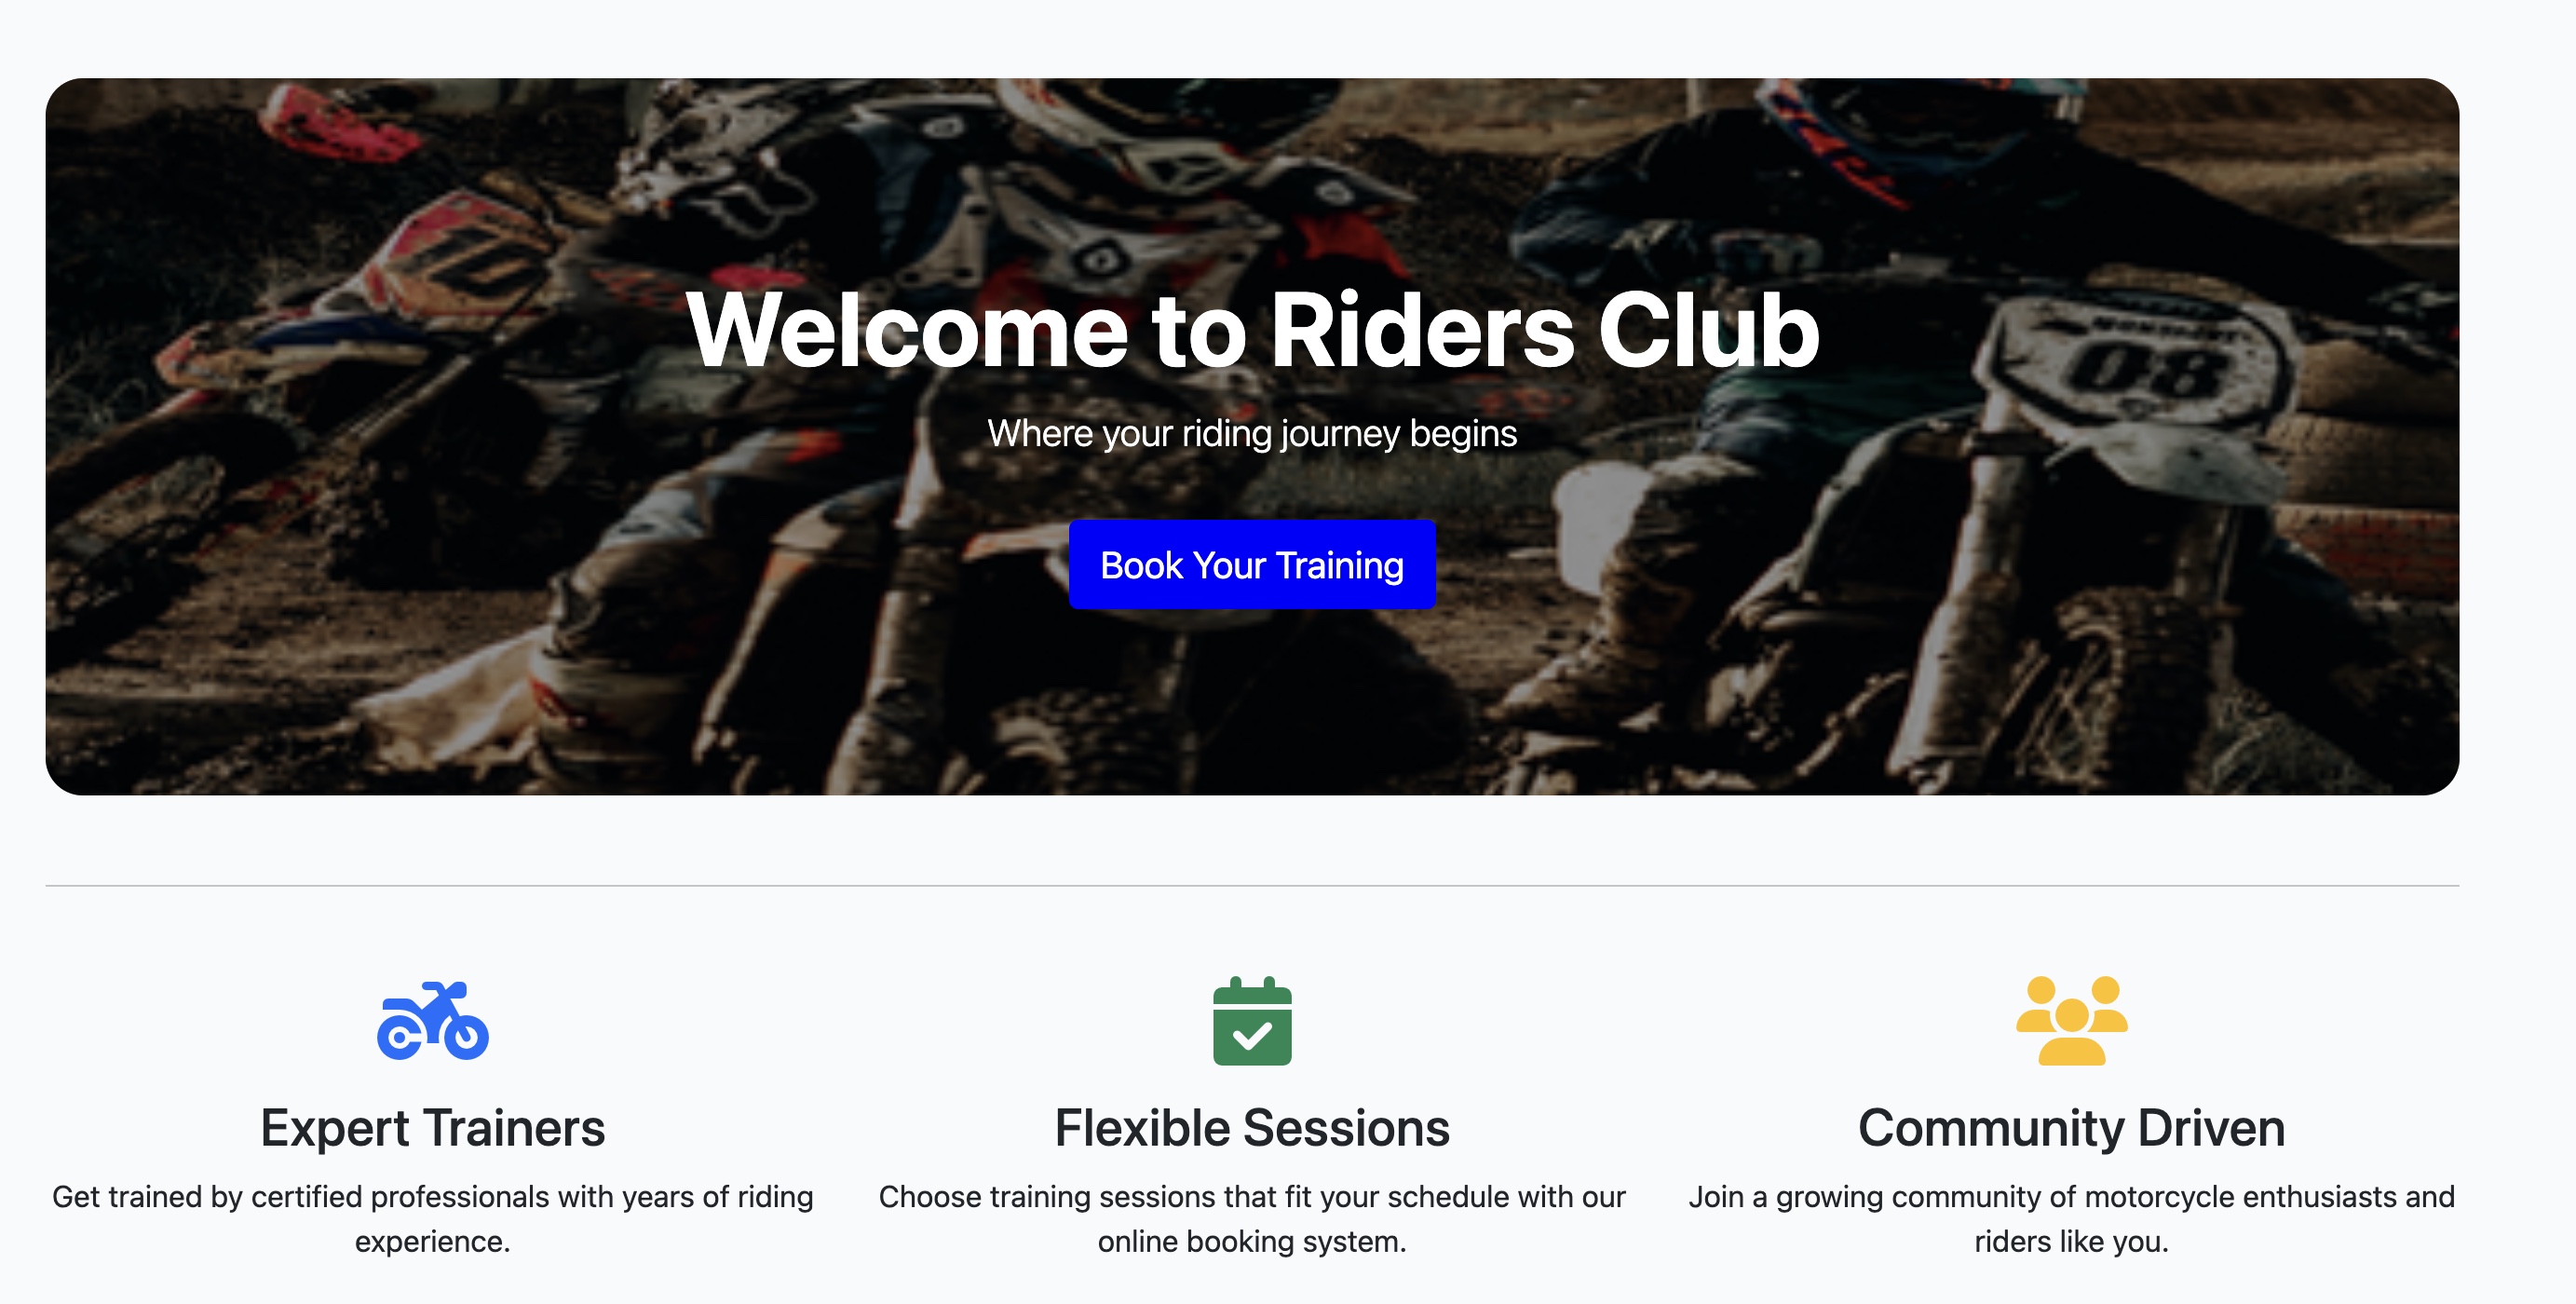 Welcome to Riders Club
Where your riding journey begins
08
Book Your Training
Expert Trainers
Get trained by certified professionals with years of riding
experience.
Flexible Sessions
Choose training sessions that fit your schedule with our
online booking system.
Community Driven
Join a growing community of motorcycle enthusiasts and
riders like you.